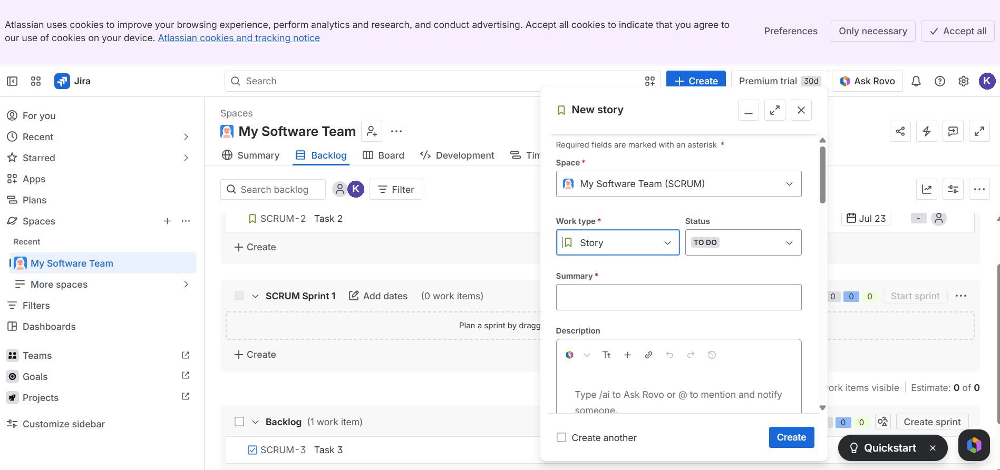 Atlassian uses cookies to improve your browsing experience, perform analytics and research, and conduct advertising. Accept all cookies to indicate that you agree to
our use of cookies on your device. Atlassian cookies and tracking notice
Preferences
Only necessary
Accept all
Jira
Search
Create
Premium trial 30d
Ask Rovo
K
For you
Recent
Starred
Apps
Plans
Spaces
Recent
My Software Team
More spaces
Filters
Dashboards
Teams
Goals
Projects
Customize sidebar
Spaces
My Software Team
Summary
Backlog
Board
Development
Tim
Search backlog
K
Filter
SCRUM-2 Task 2
Jul 23
-
Create
SCRUM Sprint 1
Add dates
(0 work items)
0 0 0
Start sprint
Plan a sprint by dragg
Create
ork items visible
Estimate: 0 of 0
Backlog (1 work item)
0 0
Create sprint
SCRUM-3 Task 3
New story
Required fields are marked with an asterisk *
Space *
My Software Team (SCRUM)
Work type *
Status
Story
TO DO
Summary *
Description
Tt
Type /ai to Ask Rovo or @ to mention and notify
someone.
Create another
Create
Quickstart